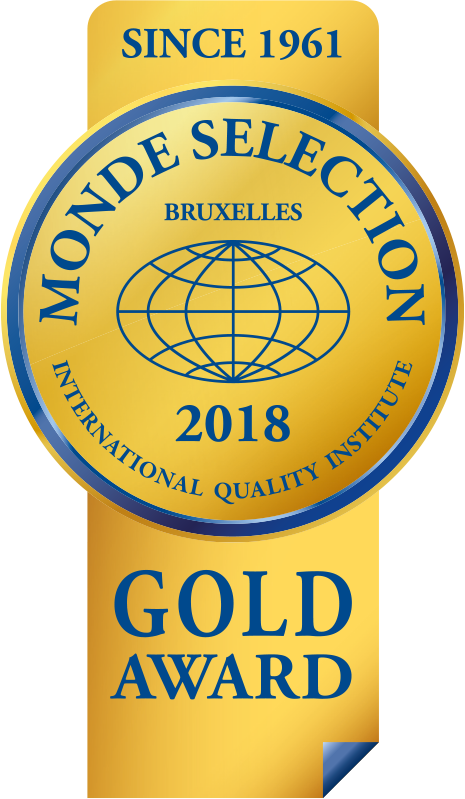 SINCE 1961
MONDE SELECTION
BRUXELLES
2018
INTERNATIONAL QUALITY INSTITUTE
GOLD
AWARD